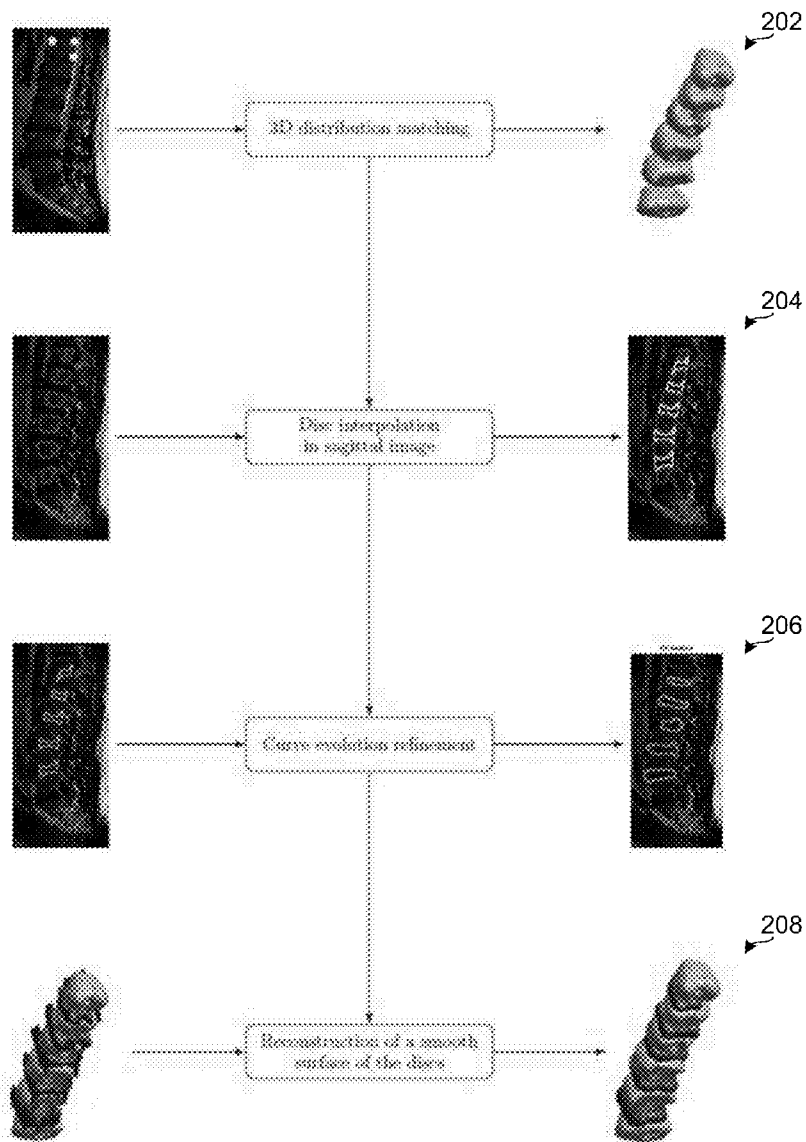 202
3D distribution matching
204
Disc interpolation
in sagittal image
206
Curve evolution refinement
208
Reconstruction of a smooth
surface of the discs